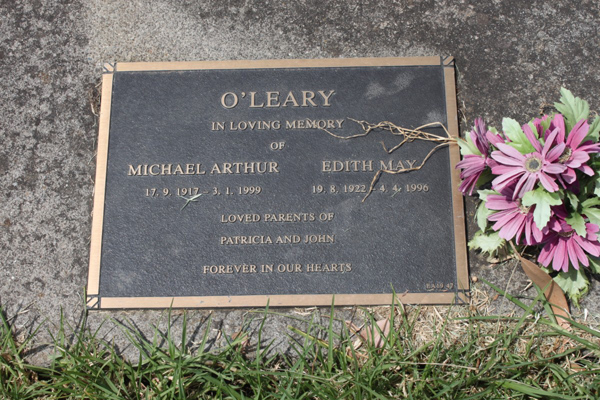 O'LEARY
IN LOVING MEMORY
OF
MICHAEL ARTHUR EDITH MAY
17. 9. 1917 - 3. 1. 1999 19. 8. 1922 - 4. 4. 1996
LOVED PARENTS OF
PATRICIA AND JOHN
FOREVER IN OUR HEARTS